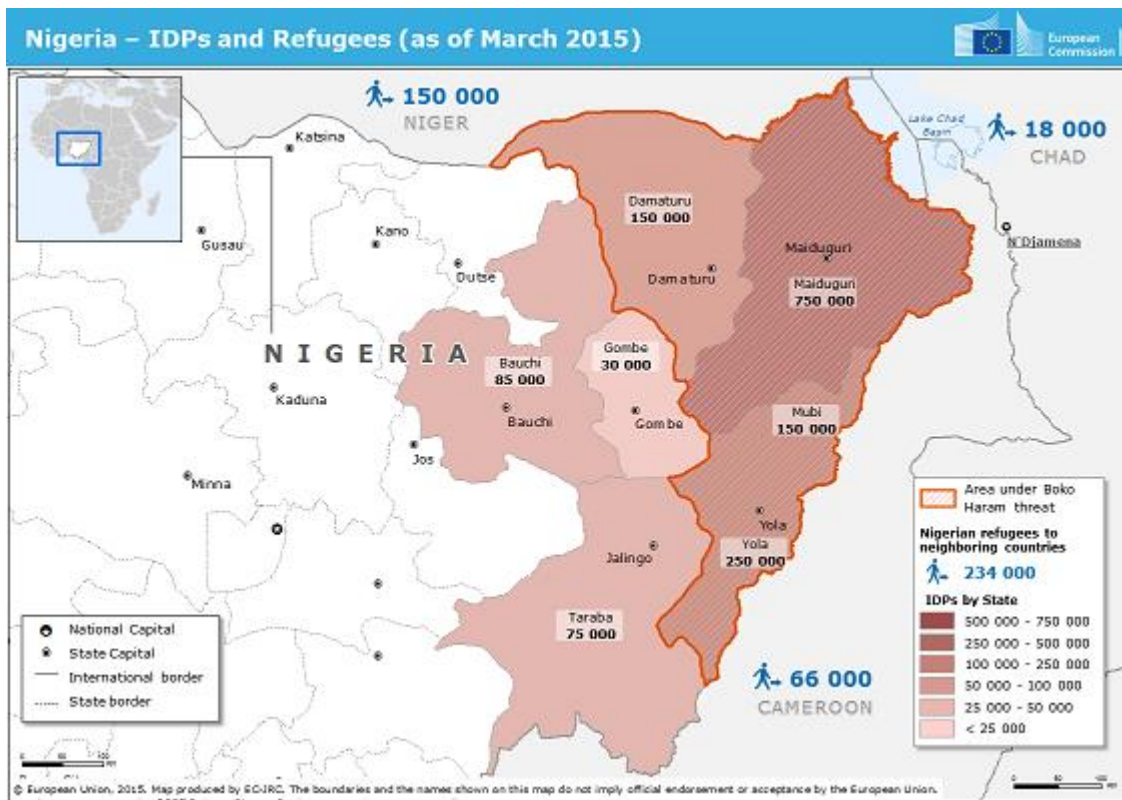 Nigeria – IDPs and Refugees (as of March 2015)
European
Commission
150 000
NIGER
Lake Chad
Basin
18 000
CHAD
Katsina
Damaturu
150 000
Gusau
Kano
Dutse
Damaturu
Maiduguri
Maiduguri
750 000
N'Djamena
NIGERIA
Bauchi
85 000
Gombe
30 000
Kaduna
Bauchi
Gombe
Mubi
150 000
Jos
Minna
Yola
Yola
250 000
Jalingo
Taraba
75 000
66 000
CAMEROON
National Capital
State Capital
International border
State border
Area under Boko
Haram threat
Nigerian refugees to
neighboring countries
234 000
IDPs by State
500 000 - 750 000
250 000 - 500 000
100 000 - 250 000
50 000 - 100 000
25 000 - 50 000
< 25 000
© European Union, 2015. Map produced by EC-JRC. The boundaries and the names shown on this map do not imply official endorsement or acceptance by the European Union.